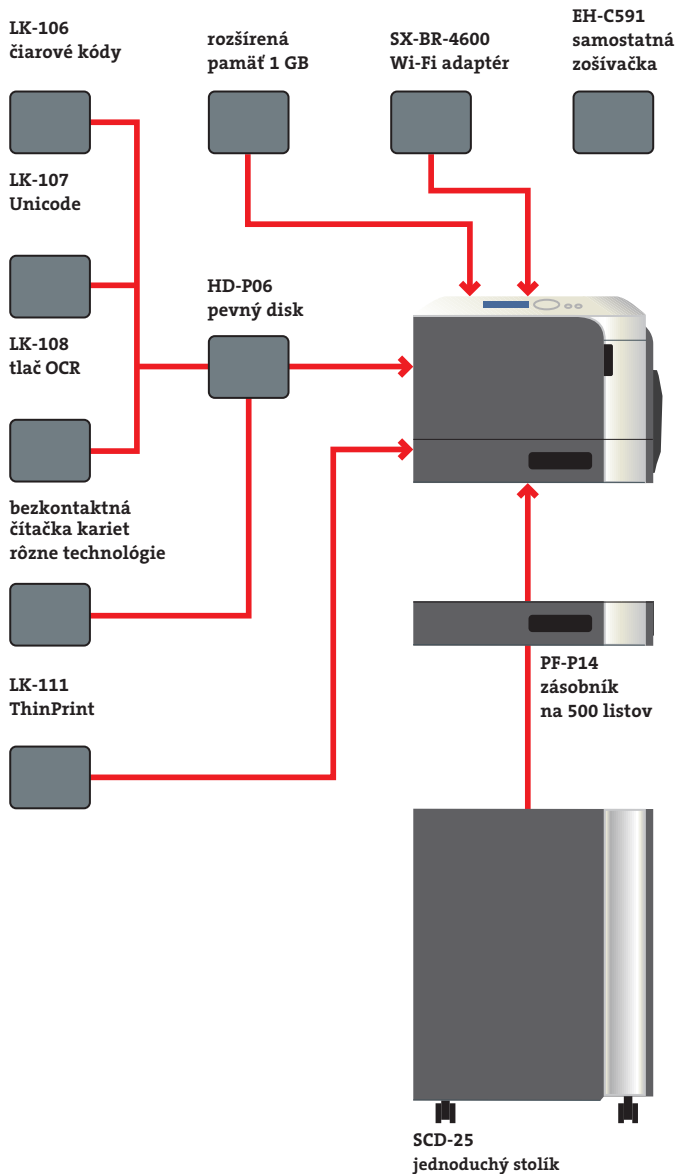 LK-106
čiarové kódy
rozšírená
pamäť 1 GB
SX-BR-4600
Wi-Fi adaptér
EH-C591
samostatná
zošívačka
LK-107
Unicode
HD-P06
pevný disk
LK-108
tlač OCR
bezkontaktná
čítačka kariet
rôzne technológie
LK-111
ThinPrint
PF-P14
zásobník
na 500 listov
SCD-25
jednoduchý stolík